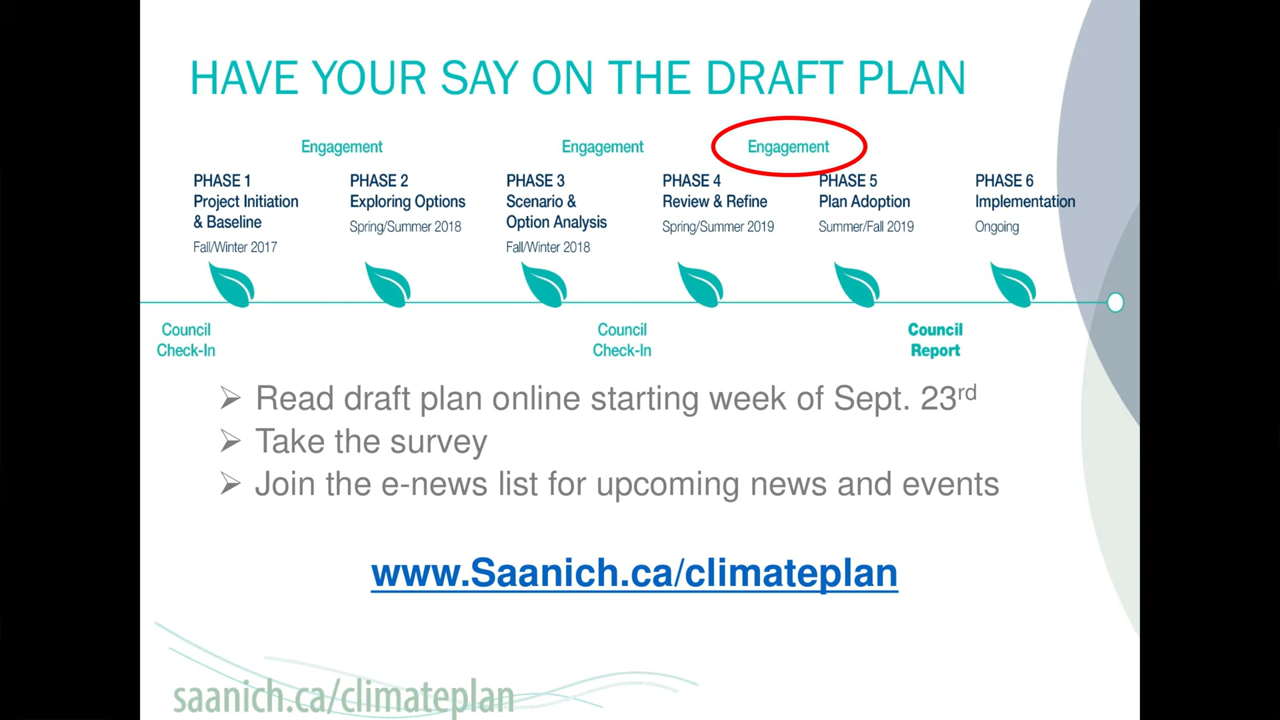 HAVE YOUR SAY ON THE DRAFT PLAN
Engagement
Engagement
Engagement
PHASE 1
Project Initiation
& Baseline
Fall/Winter 2017
PHASE 2
Exploring Options
Spring/Summer 2018
PHASE 3
Scenario &
Option Analysis
Fall/Winter 2018
PHASE 4
Review & Refine
Spring/Summer 2019
PHASE 5
Plan Adoption
Summer/Fall 2019
PHASE 6
Implementation
Ongoing
Council
Check-In
Council
Check-In
Council
Report
➢ Read draft plan online starting week of Sept. 23rd
➢ Take the survey
➢ Join the e-news list for upcoming news and events
www.Saanich.ca/climateplan
saanich.ca/climateplan